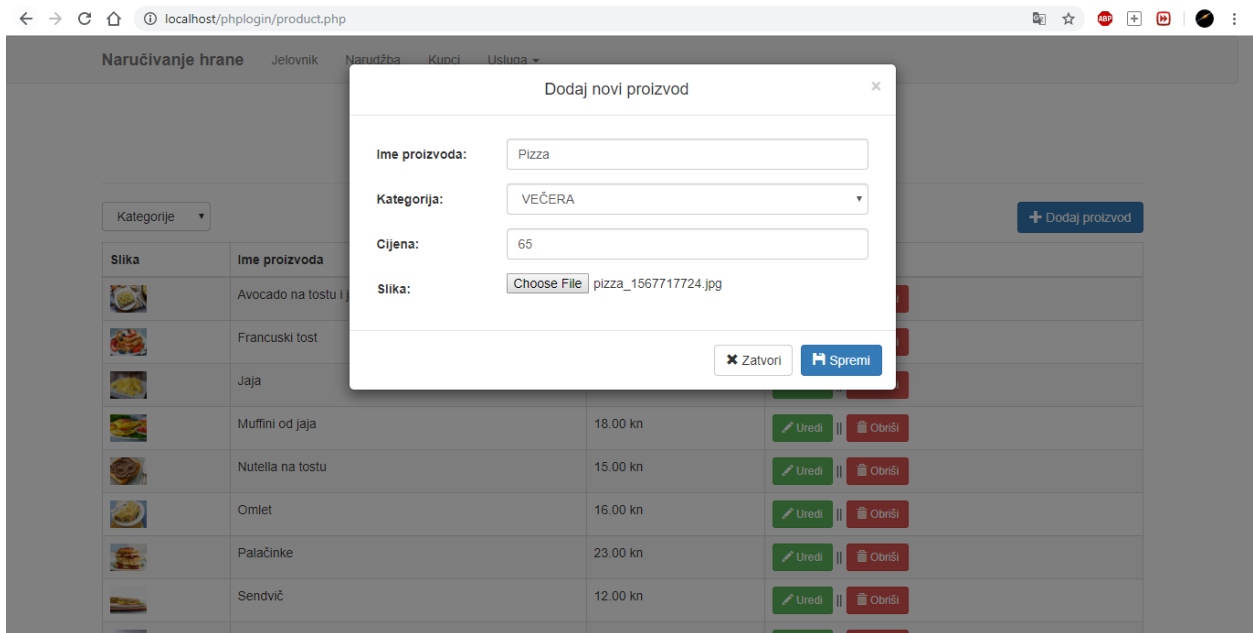 localhost/phplogin/product.php
ABP
Naručivanje hrane Jelovnik Narudžba Kupci Usluga
Dodaj novi proizvod ×
Ime proizvoda: Pizza
Kategorija: VEČERA
Cijena: 65
Slika: Choose File pizza_1567717724.jpg
Zatvori Spremi
Kategorije Dodaj proizvod
Slika Ime proizvoda
Avocado na tostu i j
Francuski tost
Jaja
Muffini od jaja 18.00 kn Uredi || Obriši
Nutella na tostu 15.00 kn Uredi || Obriši
Omlet 16.00 kn Uredi || Obriši
Palačinke 23.00 kn Uredi || Obriši
Sendvič 12.00 kn Uredi || Obriši